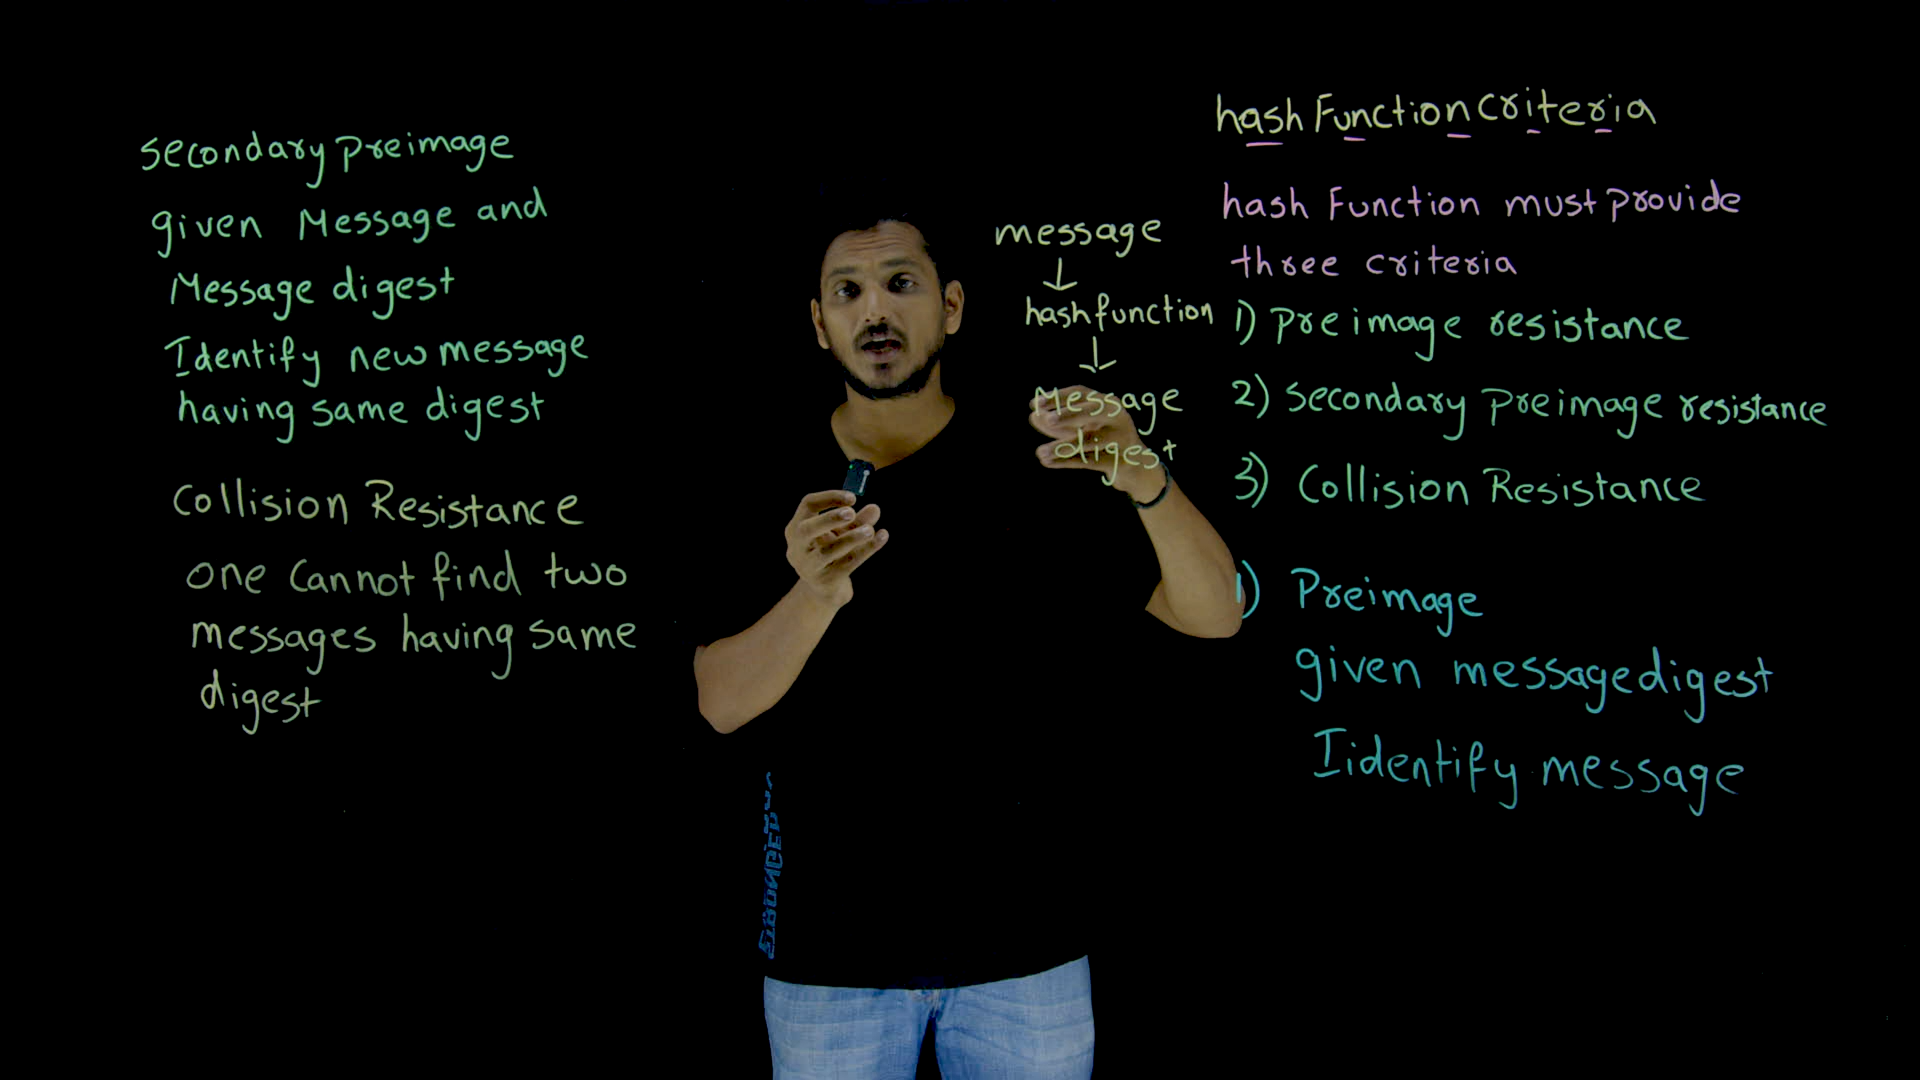 hash Function criteria
hash Function must provide
three criteria
1) Preimage resistance
2) Secondary Preimage resistance
3) Collision Resistance
1) Preimage
given messagedigest
Iidentify message
message
↓
hashfunction
↓
Message
digest
Secondary Preimage
given Message and
Message digest
Identify new message
having same digest
Collision Resistance
one Cannot find two
messages having same
digest